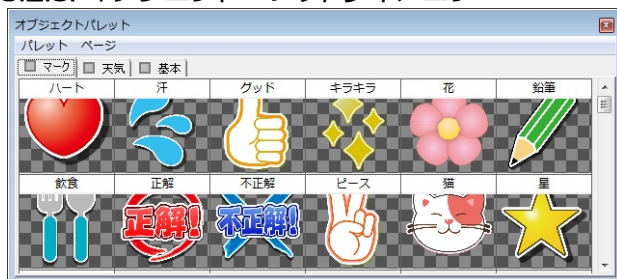 オブジェクトパレット
パレット ページ
マーク 天気 基本
ハート 汗 グッド キラキラ 花 鉛筆
飲食 正解 不正解 ピース 猫 星
正解! 不正解!